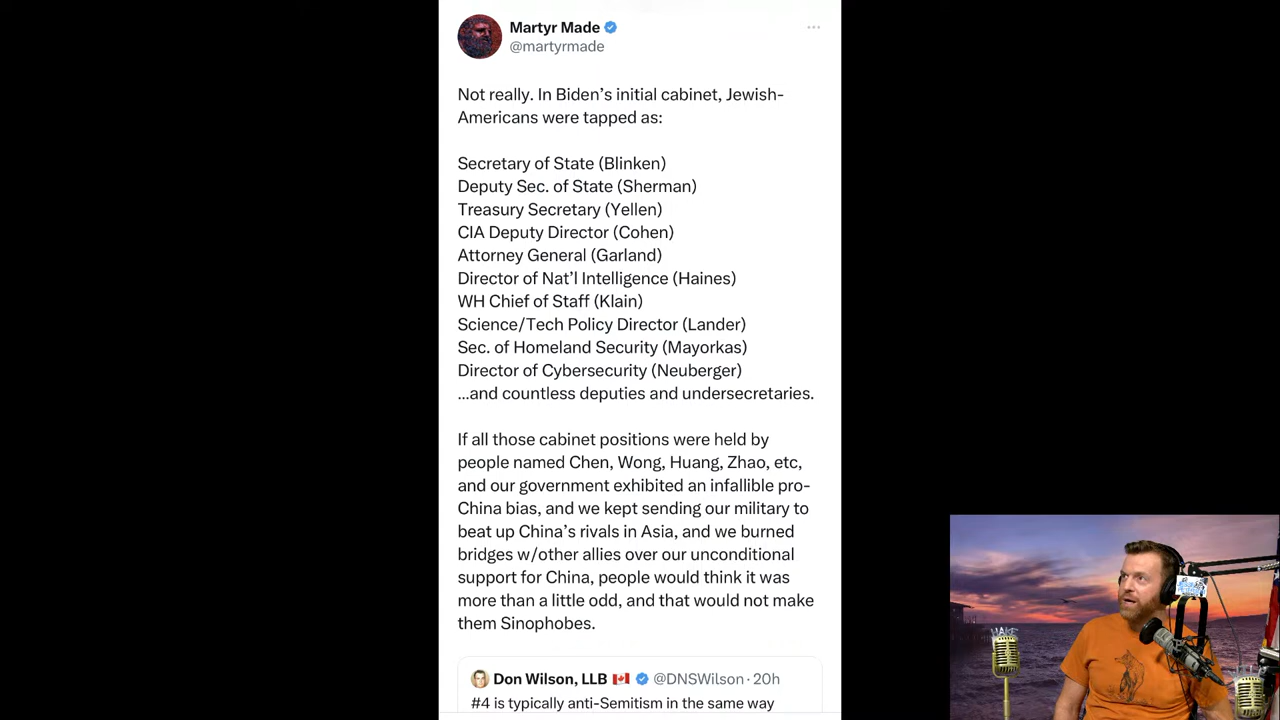 Martyr Made
@martyrmade
Not really. In Biden’s initial cabinet, Jewish-
Americans were tapped as:
Secretary of State (Blinken)
Deputy Sec. of State (Sherman)
Treasury Secretary (Yellen)
CIA Deputy Director (Cohen)
Attorney General (Garland)
Director of Nat’l Intelligence (Haines)
WH Chief of Staff (Klain)
Science/Tech Policy Director (Lander)
Sec. of Homeland Security (Mayorkas)
Director of Cybersecurity (Neuberger)
...and countless deputies and undersecretaries.
If all those cabinet positions were held by
people named Chen, Wong, Huang, Zhao, etc,
and our government exhibited an infallible pro-
China bias, and we kept sending our military to
beat up China’s rivals in Asia, and we burned
bridges w/other allies over our unconditional
support for China, people would think it was
more than a little odd, and that would not make
them Sinophobes.
Don Wilson, LLB 🇨🇦 @DNSWilson · 20h
#4 is typically anti-Semitism in the same way